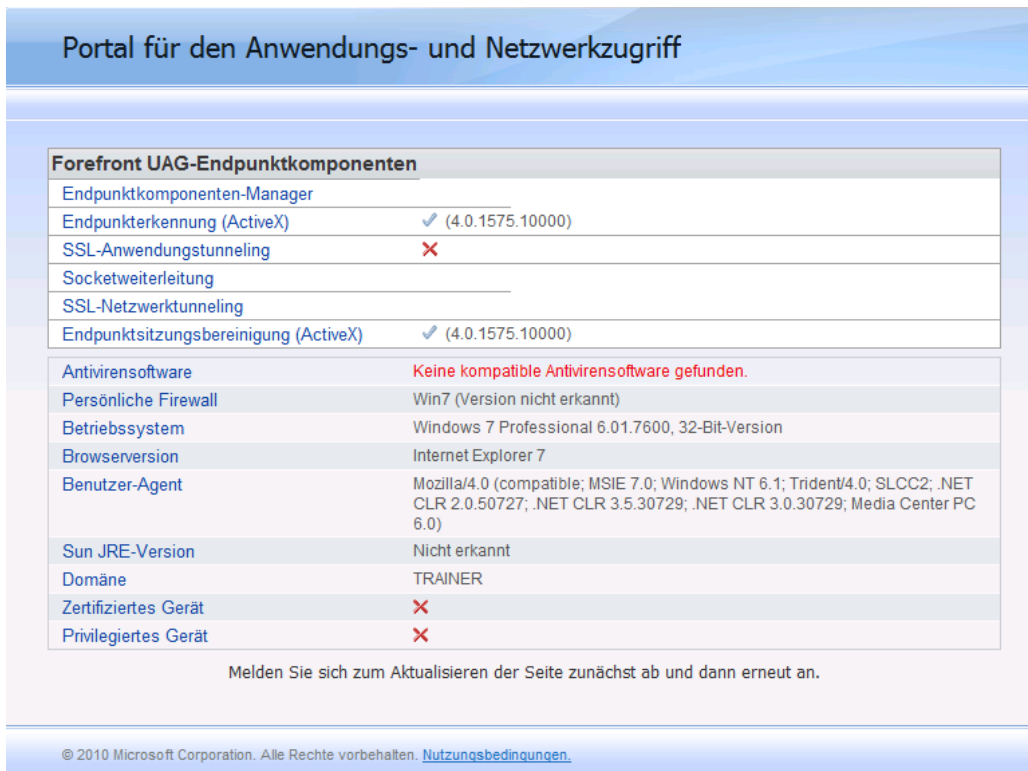 Portal für den Anwendungs- und Netzwerkzugriff
Forefront UAG-Endpunktkomponenten
Endpunktkomponenten-Manager
Endpunkterkennung (ActiveX) (4.0.1575.10000)
SSL-Anwendungstunneling
Socketweiterleitung
SSL-Netzwerktunneling
Endpunktsitzungsbereinigung (ActiveX) (4.0.1575.10000)
Antivirensoftware Keine kompatible Antivirensoftware gefunden.
Persönliche Firewall Win7 (Version nicht erkannt)
Betriebssystem Windows 7 Professional 6.01.7600, 32-Bit-Version
Browserversion Internet Explorer 7
Benutzer-Agent Mozilla/4.0 (compatible; MSIE 7.0; Windows NT 6.1; Trident/4.0; SLCC2; .NET
CLR 2.0.50727; .NET CLR 3.5.30729; .NET CLR 3.0.30729; Media Center PC
6.0)
Sun JRE-Version Nicht erkannt
Domäne TRAINER
Zertifiziertes Gerät
Privilegiertes Gerät
Melden Sie sich zum Aktualisieren der Seite zunächst ab und dann erneut an.
© 2010 Microsoft Corporation. Alle Rechte vorbehalten. Nutzungsbedingungen.